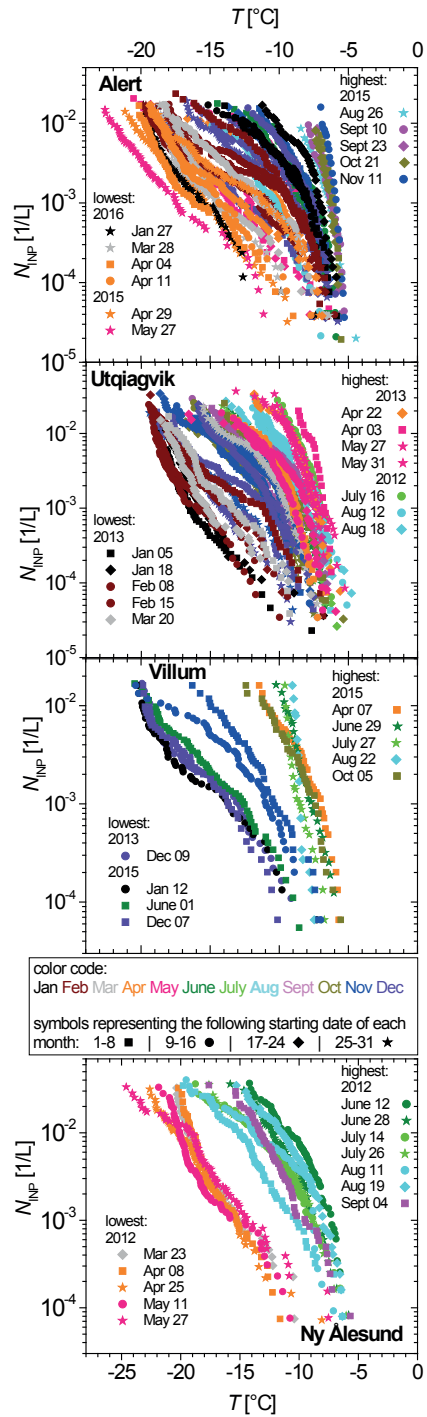 T [°C]
-20 -15 -10 -5 0
Alert
highest:
2015
Aug 26
Sept 10
Sept 23
Oct 21
Nov 11
lowest:
2016
Jan 27
Mar 28
Apr 04
Apr 11
2015
Apr 29
May 27
10⁻²
10⁻³
10⁻⁴
10⁻⁵
N_INP [1/L]
Utqiagvik
highest:
2013
Apr 22
Apr 03
May 27
May 31
2012
July 16
Aug 12
Aug 18
lowest:
2013
Jan 05
Jan 18
Feb 08
Feb 15
Mar 20
10⁻²
10⁻³
10⁻⁴
10⁻⁵
N_INP [1/L]
Villum
highest:
2015
Apr 07
June 29
July 27
Aug 22
Oct 05
lowest:
2013
Dec 09
2015
Jan 12
June 01
Dec 07
10⁻²
10⁻³
10⁻⁴
N_INP [1/L]
color code:
Jan Feb Mar Apr May June July Aug Sept Oct Nov Dec
symbols representing the following starting date of each
month: 1-8 ■ | 9-16 ● | 17-24 ◆ | 25-31 ★
highest:
2012
June 12
June 28
July 14
July 26
Aug 11
Aug 19
Sept 04
lowest:
2012
Mar 23
Apr 08
Apr 25
May 11
May 27
10⁻²
10⁻³
10⁻⁴
N_INP [1/L]
Ny Ålesund
-25 -20 -15 -10 -5 0
T [°C]